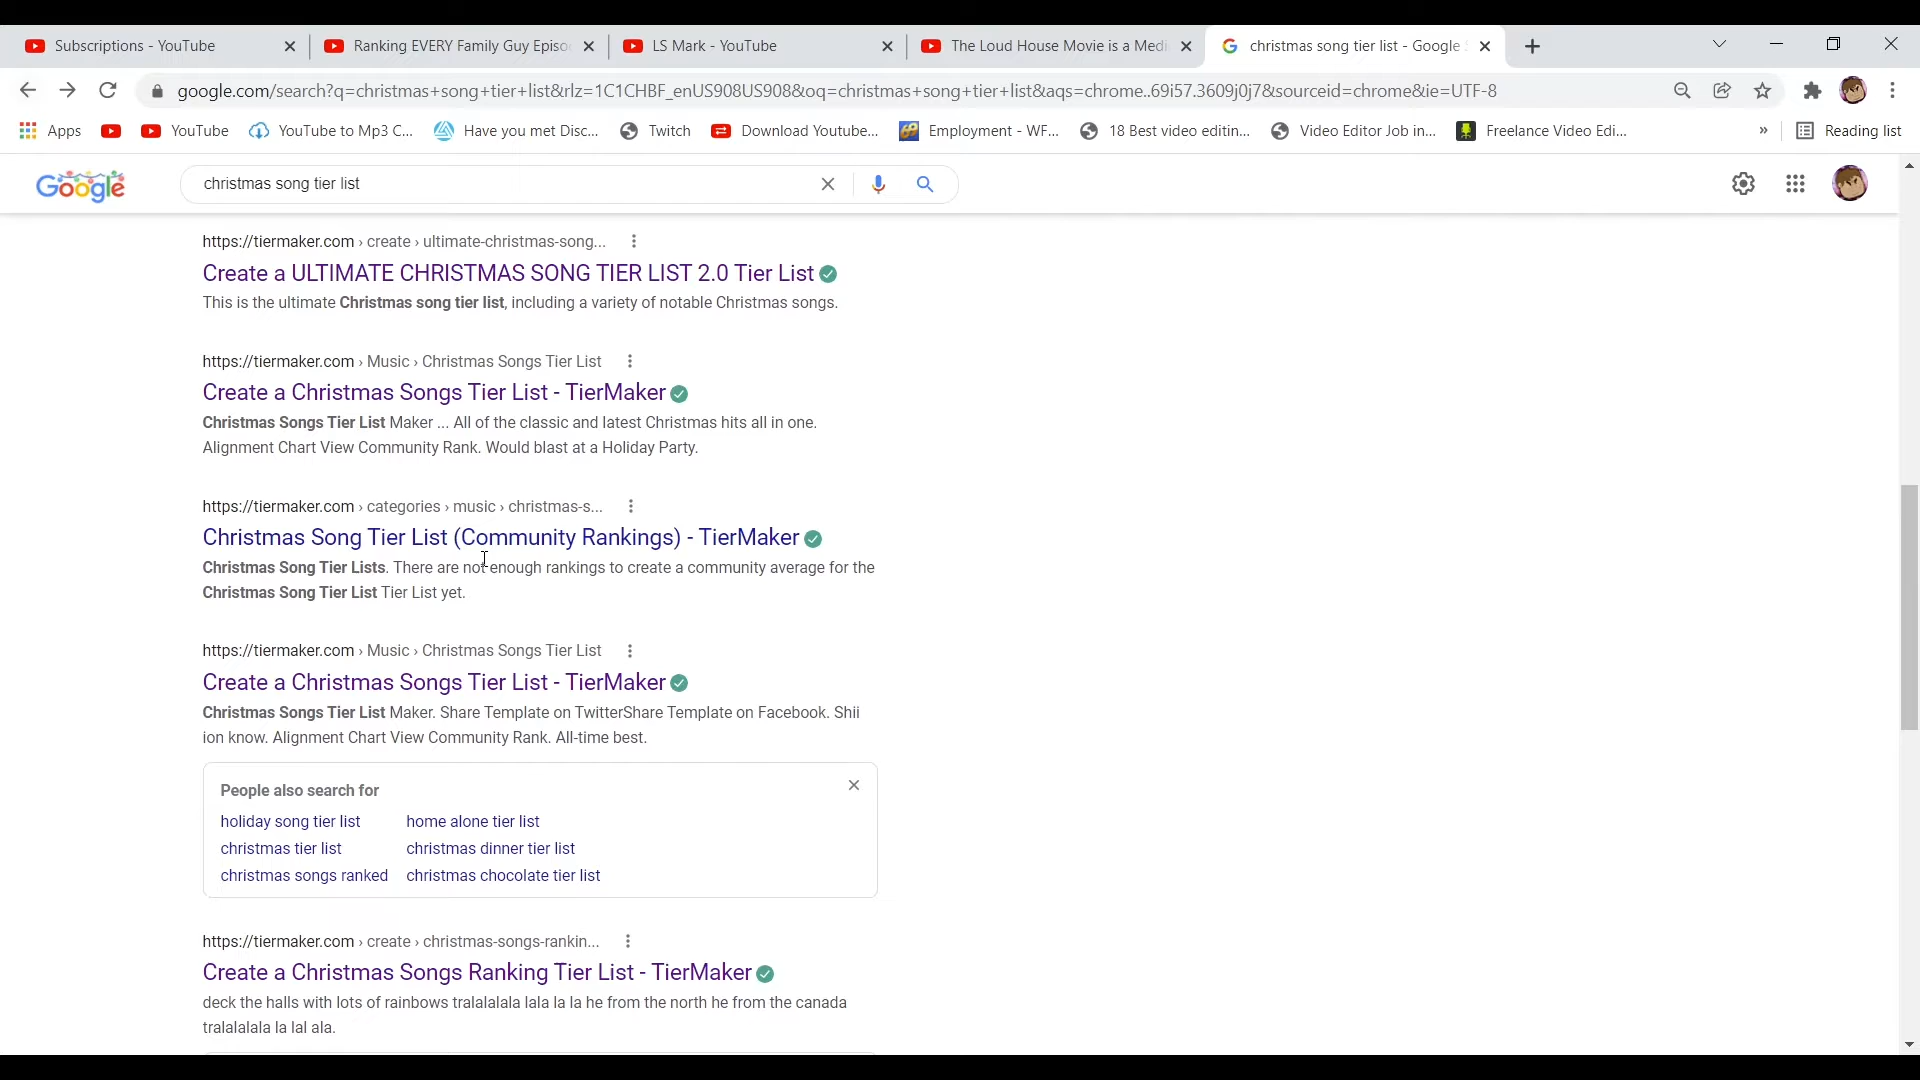 Subscriptions - YouTube
Ranking EVERY Family Guy Episo
LS Mark - YouTube
The Loud House Movie is a Medi
christmas song tier list - Google
google.com/search?q=christmas+song+tier+list&rlz=1C1CHBF_enUS908US908&oq=christmas+song+tier+list&aqs=chrome..69i57.3609j0j7&sourceid=chrome&ie=UTF-8
Apps
YouTube
YouTube to Mp3 C...
Have you met Disc...
Twitch
Download Youtube...
Employment - WF...
18 Best video editin...
Video Editor Job in...
Freelance Video Edi...
»
Reading list
Google
christmas song tier list
https://tiermaker.com › create › ultimate-christmas-song...
Create a ULTIMATE CHRISTMAS SONG TIER LIST 2.0 Tier List
This is the ultimate Christmas song tier list, including a variety of notable Christmas songs.
https://tiermaker.com › Music › Christmas Songs Tier List
Create a Christmas Songs Tier List - TierMaker
Christmas Songs Tier List Maker ... All of the classic and latest Christmas hits all in one.
Alignment Chart View Community Rank. Would blast at a Holiday Party.
https://tiermaker.com › categories › music › christmas-s...
Christmas Song Tier List (Community Rankings) - TierMaker
Christmas Song Tier Lists. There are not enough rankings to create a community average for the
Christmas Song Tier List Tier List yet.
https://tiermaker.com › Music › Christmas Songs Tier List
Create a Christmas Songs Tier List - TierMaker
Christmas Songs Tier List Maker. Share Template on TwitterShare Template on Facebook. Shii
ion know. Alignment Chart View Community Rank. All-time best.
People also search for
holiday song tier list
home alone tier list
christmas tier list
christmas dinner tier list
christmas songs ranked
christmas chocolate tier list
https://tiermaker.com › create › christmas-songs-rankin...
Create a Christmas Songs Ranking Tier List - TierMaker
deck the halls with lots of rainbows tralalalala lala la la he from the north he from the canada
tralalalala la lal ala.